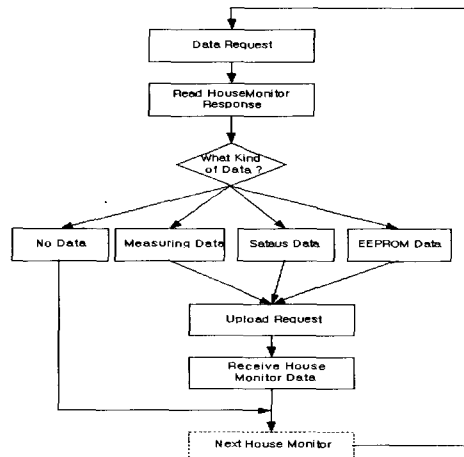 Data Request
Read HouseMonitor
Response
What Kind
of Data ?
No Data
Measuring Data
Sataus Data
EEPROM Data
Upload Request
Receive House
Monitor Data
Next House Monitor